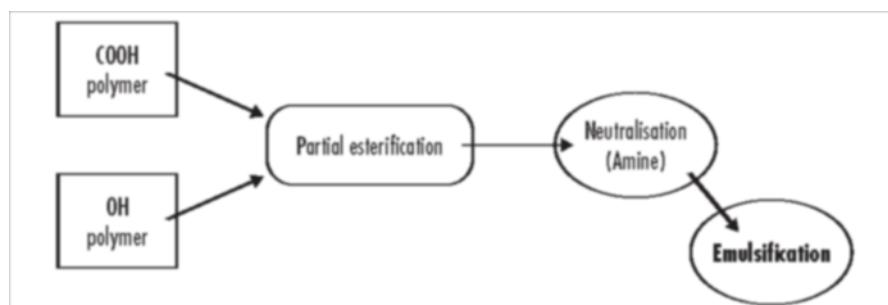 COOH
polymer
Partial esterification
Neutralisation
(Amine)
OH
polymer
Emulsification